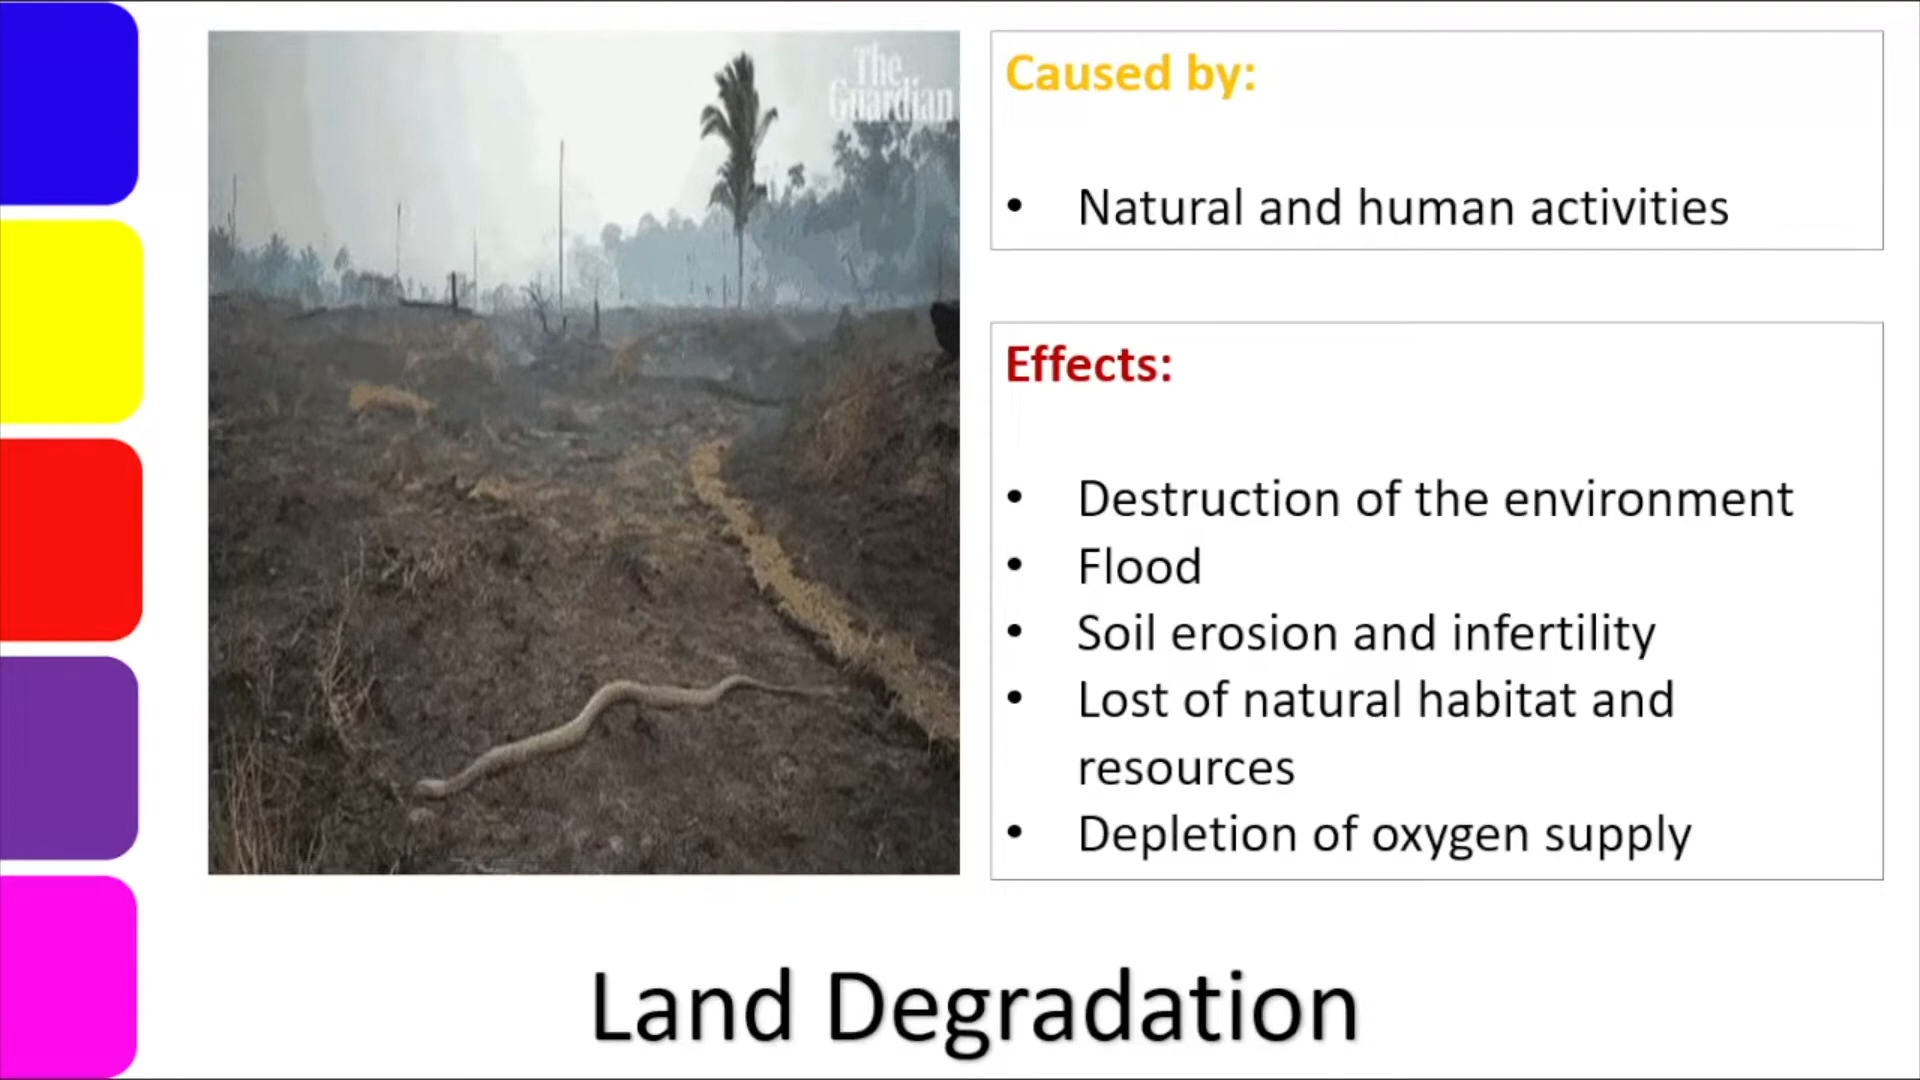 The
Guardian
Caused by:
• Natural and human activities
Effects:
• Destruction of the environment
• Flood
• Soil erosion and infertility
• Lost of natural habitat and
resources
• Depletion of oxygen supply
Land Degradation